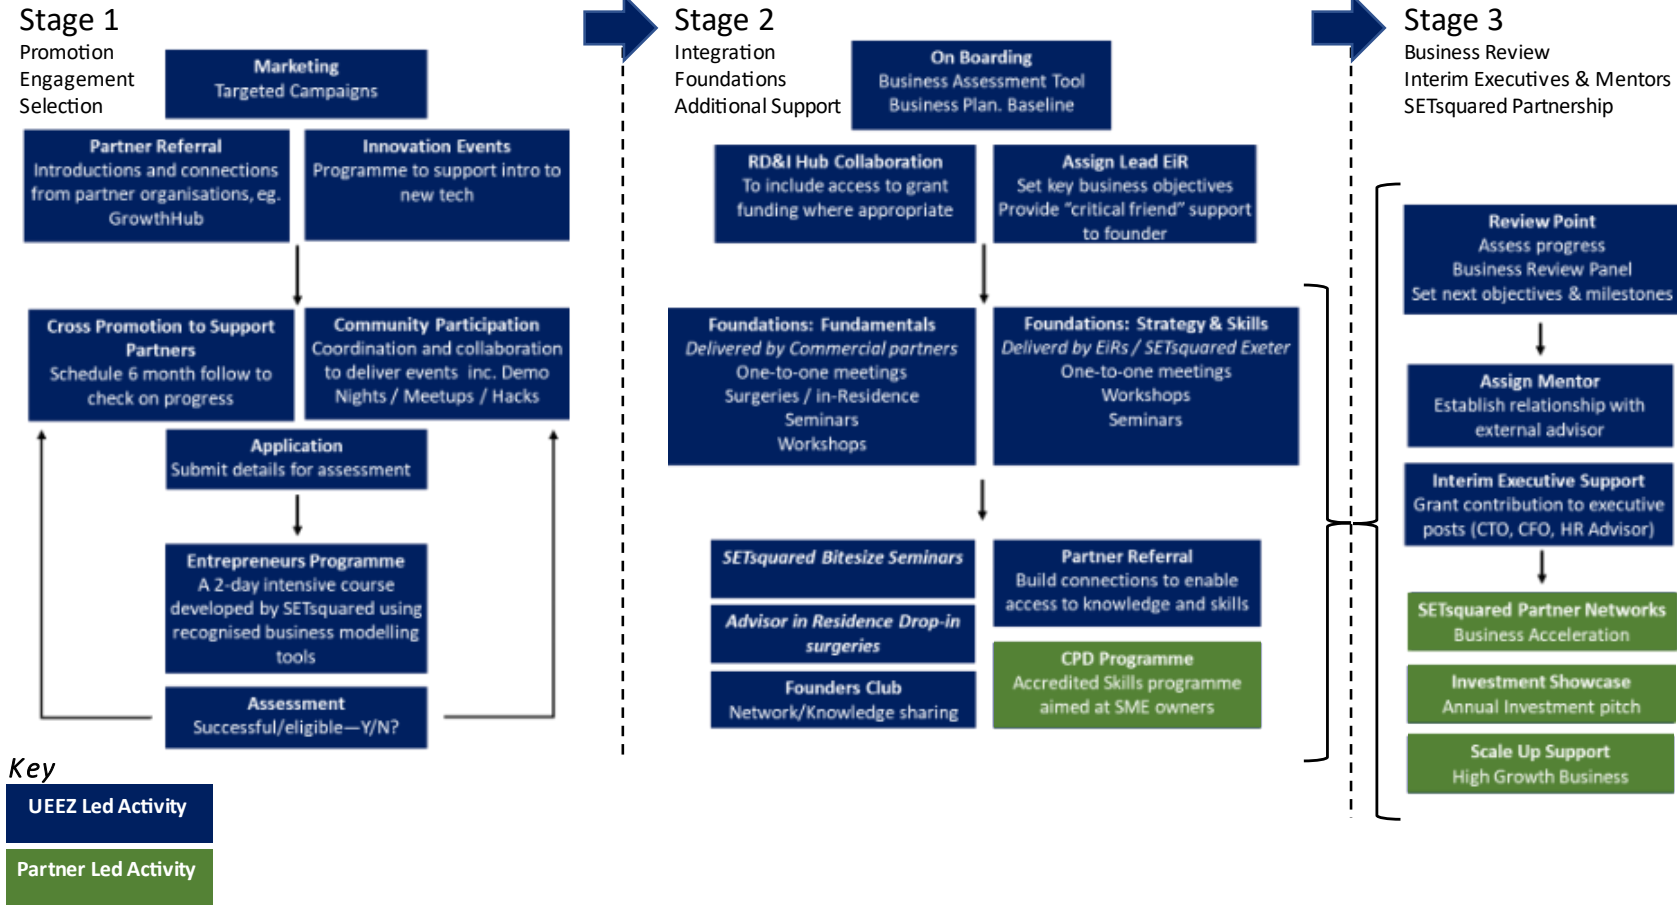 Stage 1
Promotion
Engagement
Selection
Marketing
Targeted Campaigns
Partner Referral
Introductions and connections
from partner organisations, eg.
GrowthHub
Innovation Events
Programme to support intro to
new tech
Cross Promotion to Support
Partners
Schedule 6 month follow to
check on progress
Community Participation
Coordination and collaboration
to deliver events inc. Demo
Nights / Meetups / Hacks
Application
Submit details for assessment
Entrepreneurs Programme
A 2-day intensive course
developed by SETsquared using
recognised business modelling
tools
Assessment
Successful/eligible—Y/N?
Key
UEEZ Led Activity
Partner Led Activity
Stage 2
Integration
Foundations
Additional Support
On Boarding
Business Assessment Tool
Business Plan. Baseline
RD&I Hub Collaboration
To include access to grant
funding where appropriate
Assign Lead EiR
Set key business objectives
Provide "critical friend" support
to founder
Foundations: Fundamentals
Delivered by Commercial partners
One-to-one meetings
Surgeries / in-Residence
Seminars
Workshops
Foundations: Strategy & Skills
Deliverd by EiRs / SETsquared Exeter
One-to-one meetings
Workshops
Seminars
SETsquared Bitesize Seminars
Advisor in Residence Drop-in
surgeries
Founders Club
Network/Knowledge sharing
Partner Referral
Build connections to enable
access to knowledge and skills
CPD Programme
Accredited Skills programme
aimed at SME owners
Stage 3
Business Review
Interim Executives & Mentors
SETsquared Partnership
Review Point
Assess progress
Business Review Panel
Set next objectives & milestones
Assign Mentor
Establish relationship with
external advisor
Interim Executive Support
Grant contribution to executive
posts (CTO, CFO, HR Advisor)
SETsquared Partner Networks
Business Acceleration
Investment Showcase
Annual Investment pitch
Scale Up Support
High Growth Business